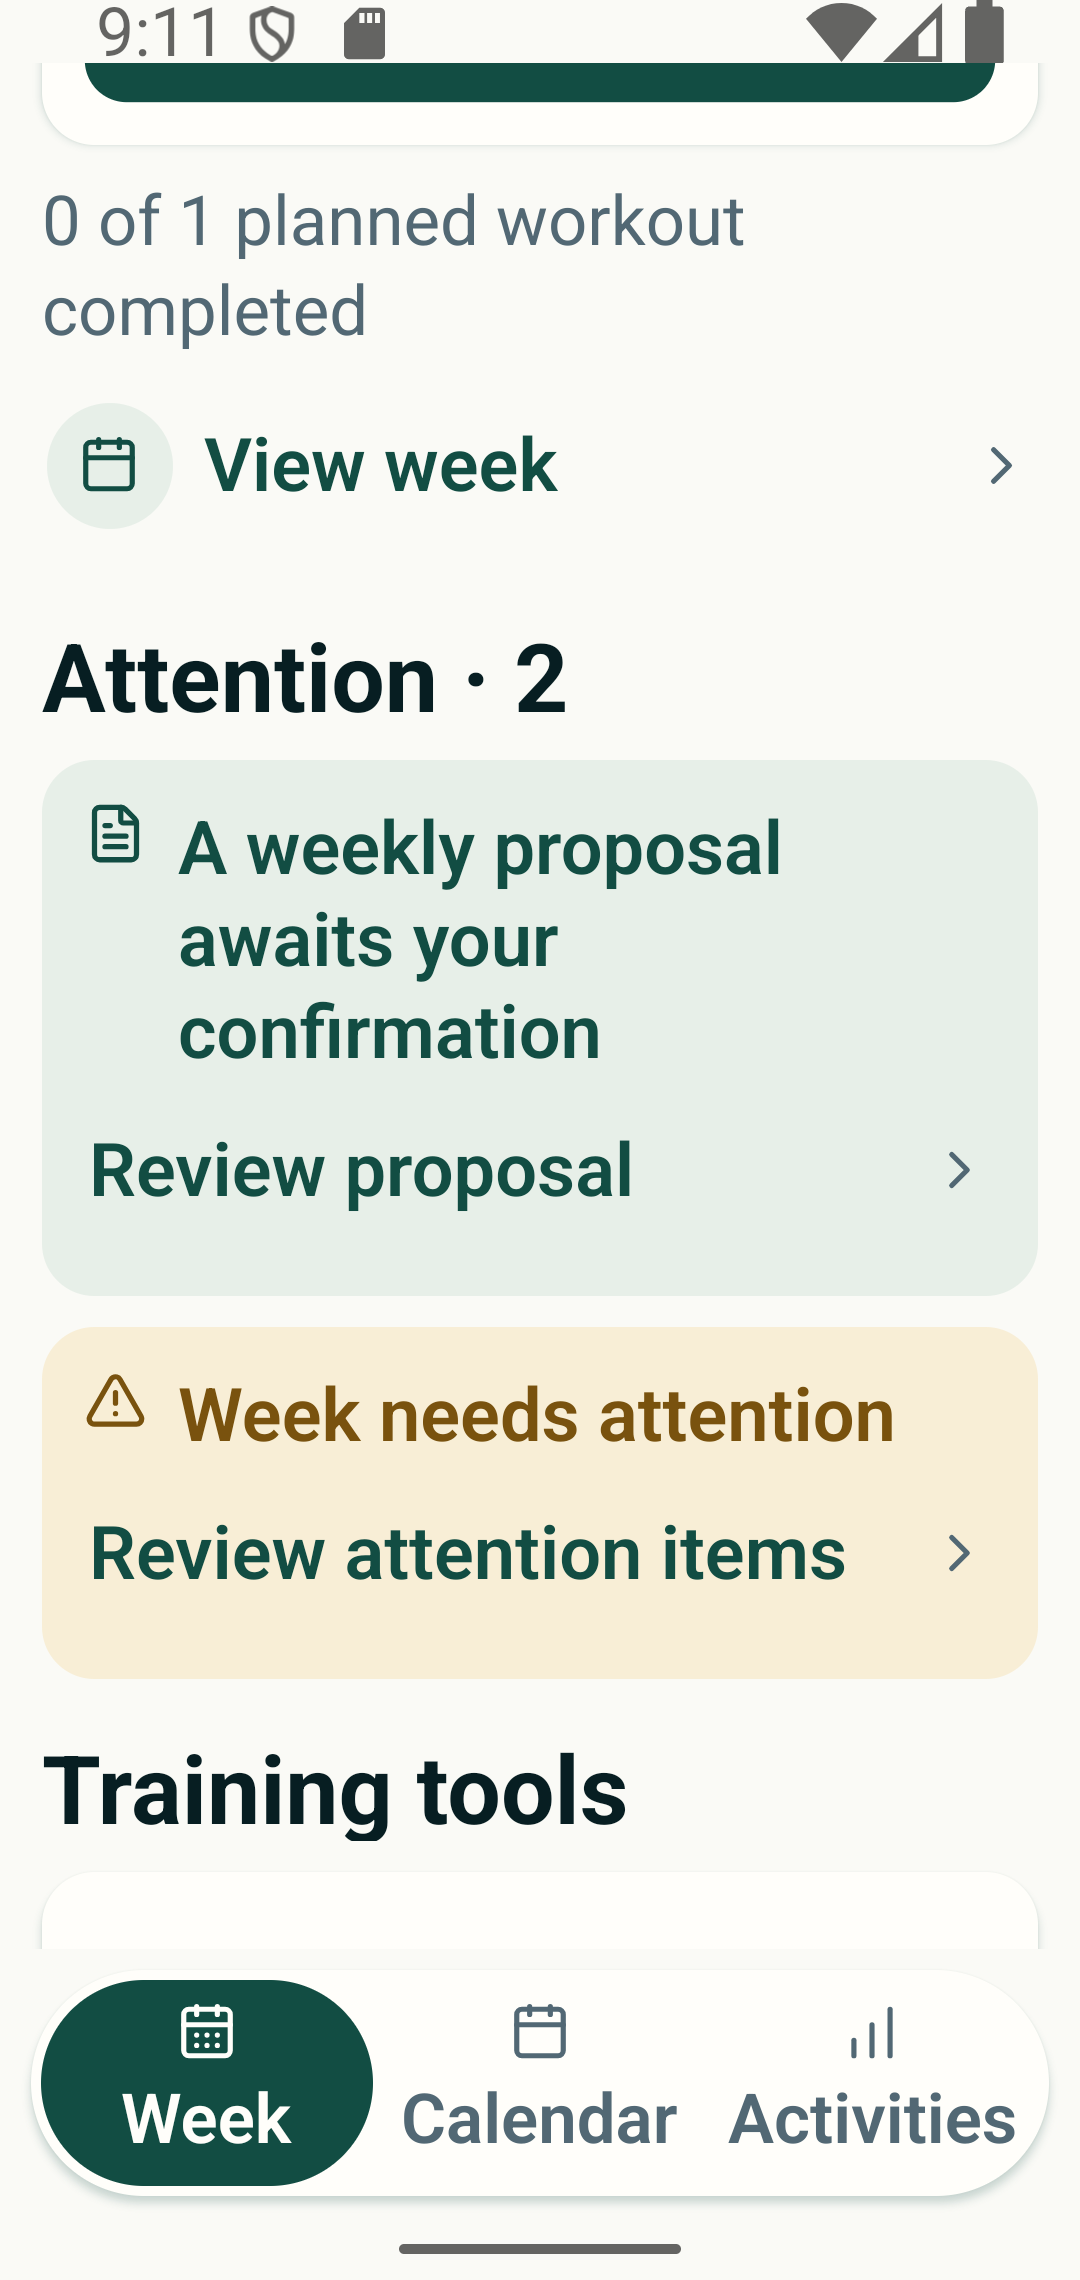 9:11
0 of 1 planned workout
completed
View week
Attention · 2
A weekly proposal
awaits your
confirmation
Review proposal
Week needs attention
Review attention items
Training tools
Week
Calendar
Activities